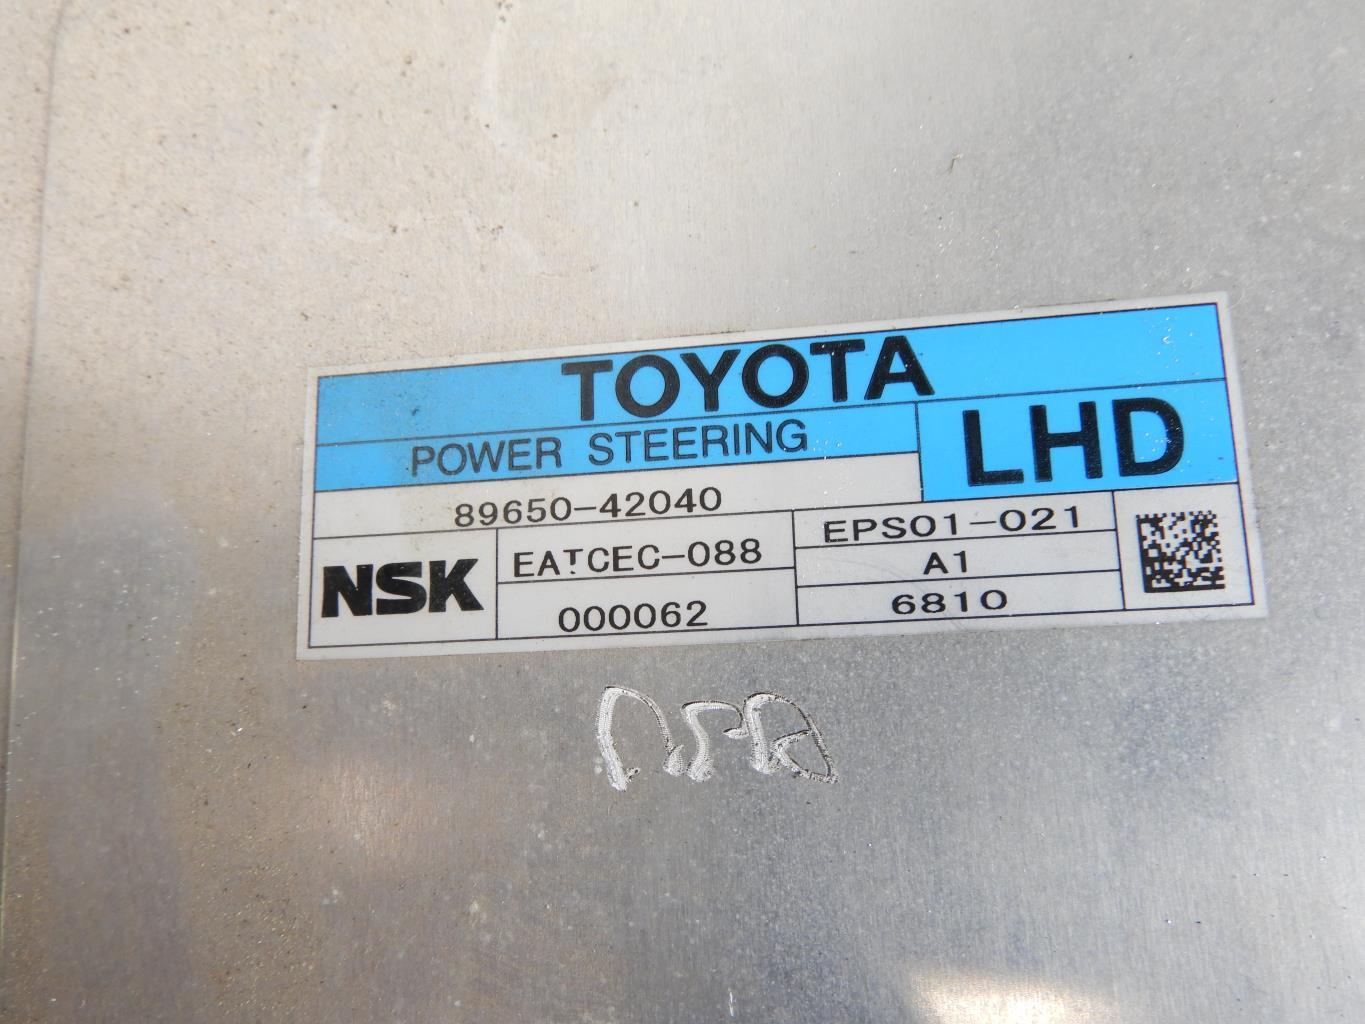 TOYOTA
POWER STEERING
LHD
89650-42040
NSK
EATCEC-088
000062
EPS01-021
A1
6810